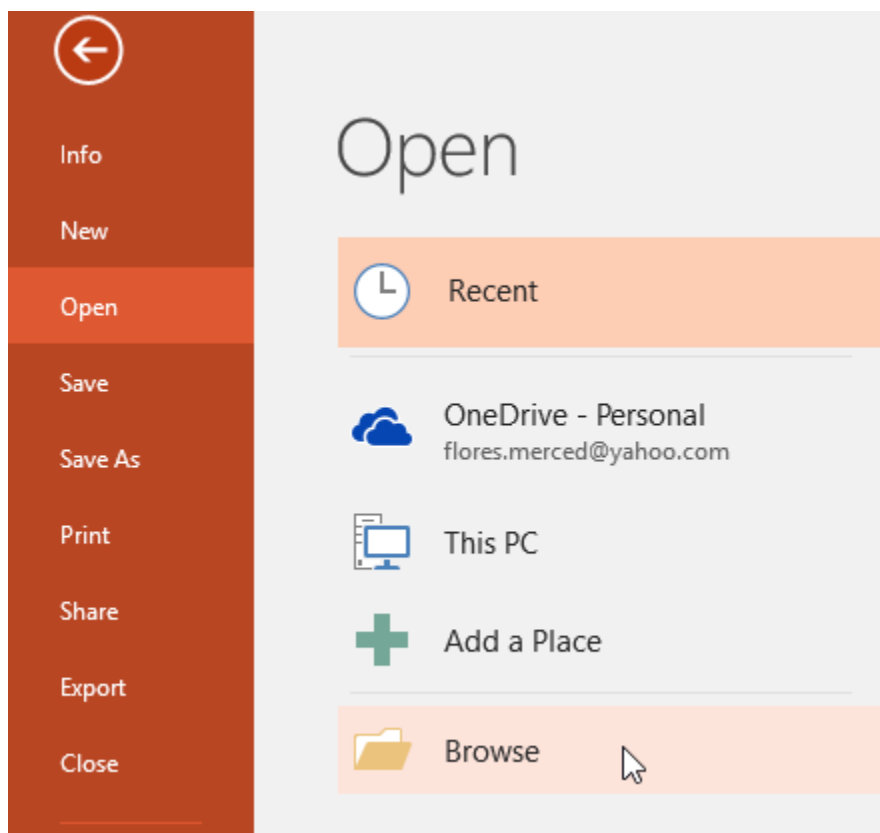 Info
New
Open
Save
Save As
Print
Share
Export
Close
Open
Recent
OneDrive - Personal
flores.merced@yahoo.com
This PC
Add a Place
Browse